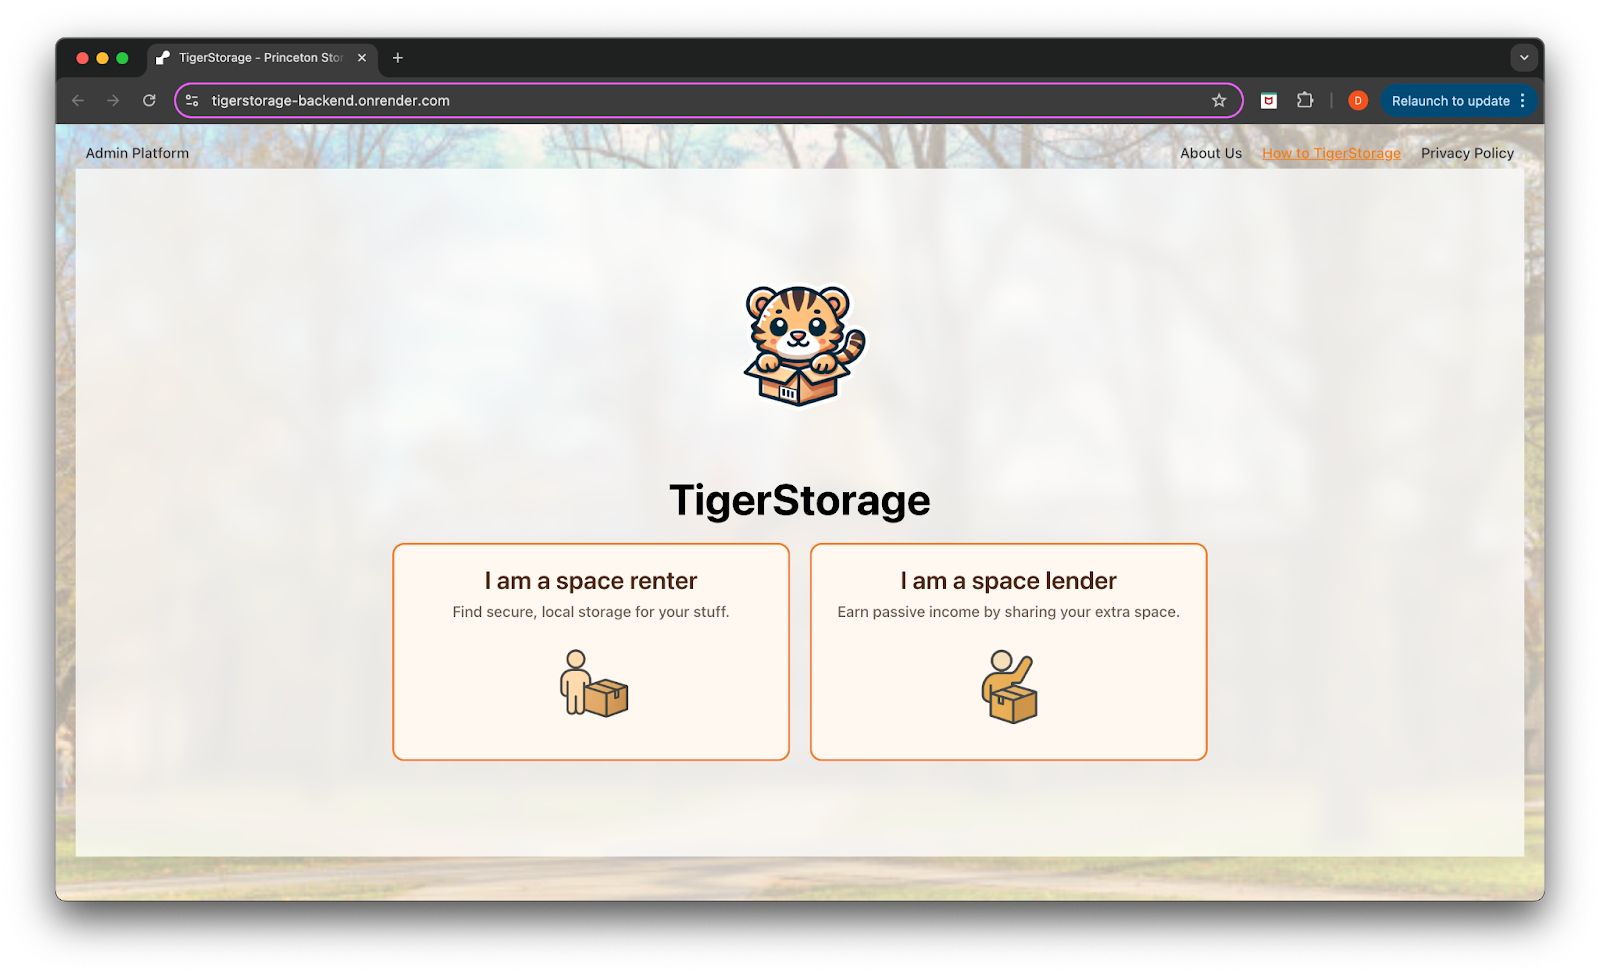 TigerStorage - Princeton Stor
tigerstorage-backend.onrender.com
D
Relaunch to update
Admin Platform
About Us
How to TigerStorage
Privacy Policy
TigerStorage
I am a space renter
Find secure, local storage for your stuff.
I am a space lender
Earn passive income by sharing your extra space.